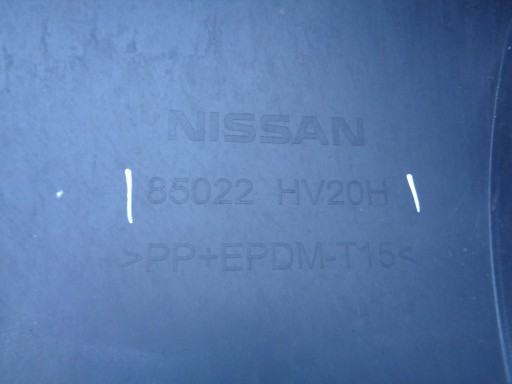 NISSAN
85022 HV20H
>PP+EPDM-T15<